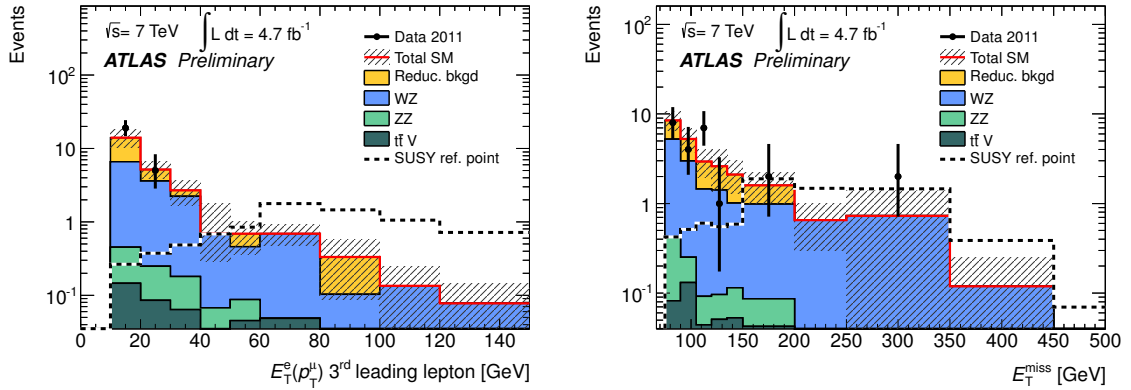 Events
√s= 7 TeV ∫L dt = 4.7 fb⁻¹
ATLAS Preliminary
Data 2011
Total SM
Reduc. bkgd
WZ
ZZ
tt̄ V
SUSY ref. point
10²
10
1
10⁻¹
0 20 40 60 80 100 120 140
E_T^e(p_T^μ) 3ʳᵈ leading lepton [GeV]
Events
√s= 7 TeV ∫L dt = 4.7 fb⁻¹
ATLAS Preliminary
Data 2011
Total SM
Reduc. bkgd
WZ
ZZ
tt̄ V
SUSY ref. point
10²
10
1
10⁻¹
100 150 200 250 300 350 400 450 500
E_T^miss [GeV]